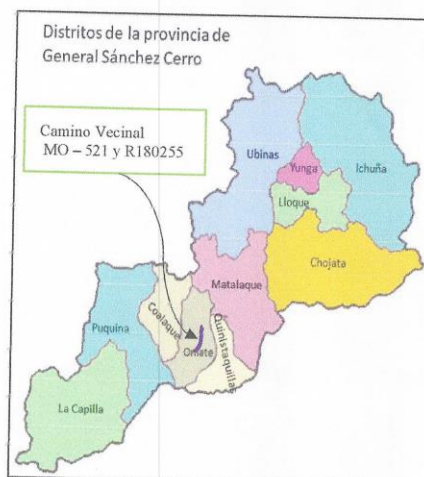 Distritos de la provincia de
General Sánchez Cerro
Camino Vecinal
MO – 521 y R180255
Ubinas
Yunga
Ichuña
Lloque
Chojata
Matalaque
Coalaque
Quinistaquillas
Omate
Puquina
La Capilla